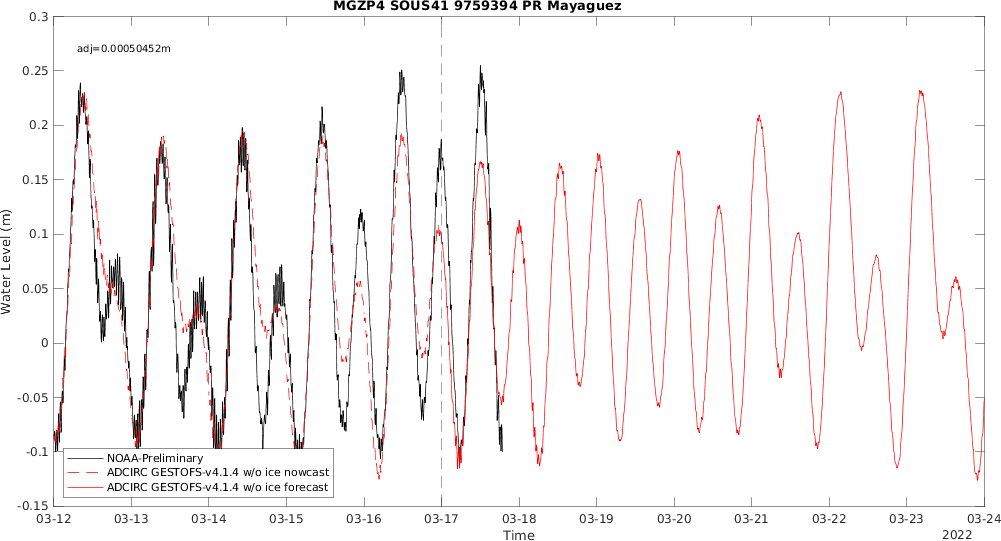 MGZP4 SOUS41 9759394 PR Mayaguez
0.3
adj=0.00050452m
0.25
0.2
0.15
0.1
0.05
0
-0.05
-0.1
-0.15
Water Level (m)
NOAA-Preliminary
ADCIRC GESTOFS-v4.1.4 w/o ice nowcast
ADCIRC GESTOFS-v4.1.4 w/o ice forecast
03-12 03-13 03-14 03-15 03-16 03-17 03-18 03-19 03-20 03-21 03-22 03-23 03-24
Time
2022